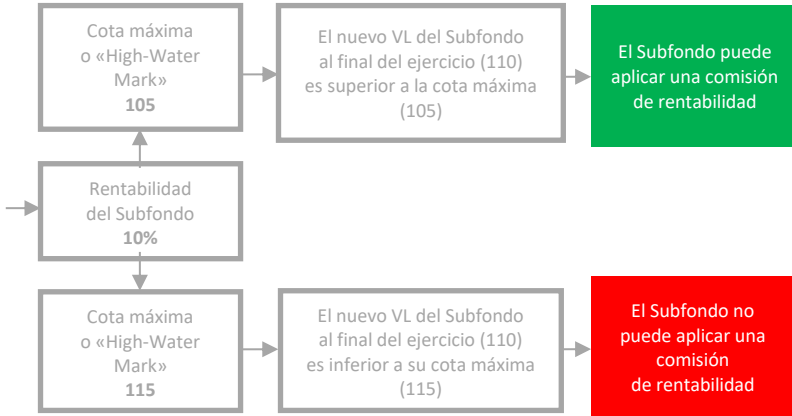 Cota máxima
o «High-Water
Mark»
105
El nuevo VL del Subfondo
al final del ejercicio (110)
es superior a la cota máxima
(105)
El Subfondo puede
aplicar una comisión
de rentabilidad
Rentabilidad
del Subfondo
10%
Cota máxima
o «High-Water
Mark»
115
El nuevo VL del Subfondo
al final del ejercicio (110)
es inferior a su cota máxima
(115)
El Subfondo no
puede aplicar una
comisión
de rentabilidad